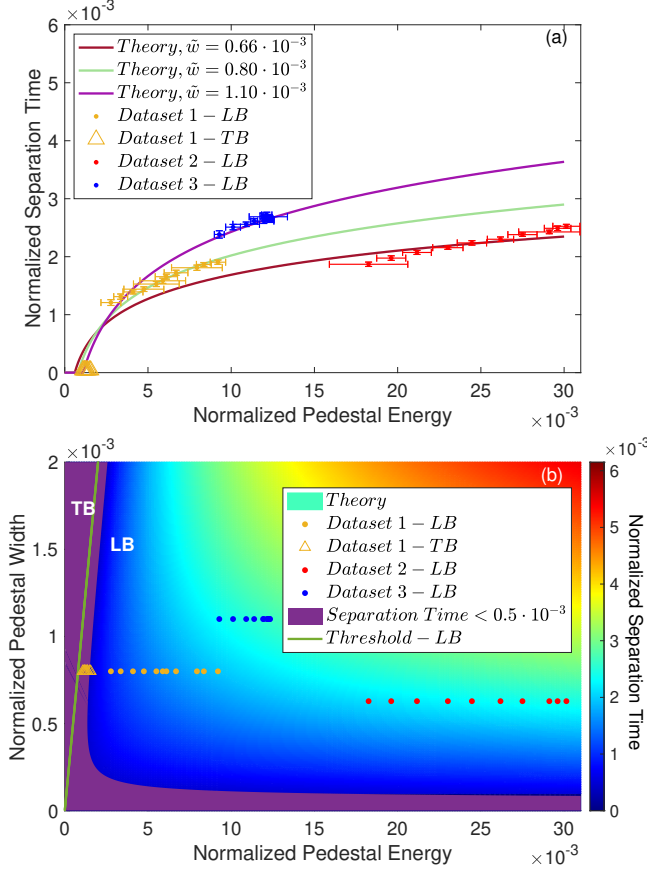 ×10⁻³
6
5
4
3
2
1
0
Normalized Separation Time
(a)
Theory, w̃ = 0.66 · 10⁻³
Theory, w̃ = 0.80 · 10⁻³
Theory, w̃ = 1.10 · 10⁻³
Dataset 1 − LB
Dataset 1 − TB
Dataset 2 − LB
Dataset 3 − LB
0 5 10 15 20 25 30
Normalized Pedestal Energy
×10⁻³
×10⁻³
2
1.5
1
0.5
0
Normalized Pedestal Width
TB
LB
(b)
Theory
Dataset 1 − LB
Dataset 1 − TB
Dataset 2 − LB
Dataset 3 − LB
Separation Time < 0.5 · 10⁻³
Threshold − LB
0 5 10 15 20 25 30
Normalized Pedestal Energy
×10⁻³
×10⁻³
6
5
4
3
2
1
0
Normalized Separation Time